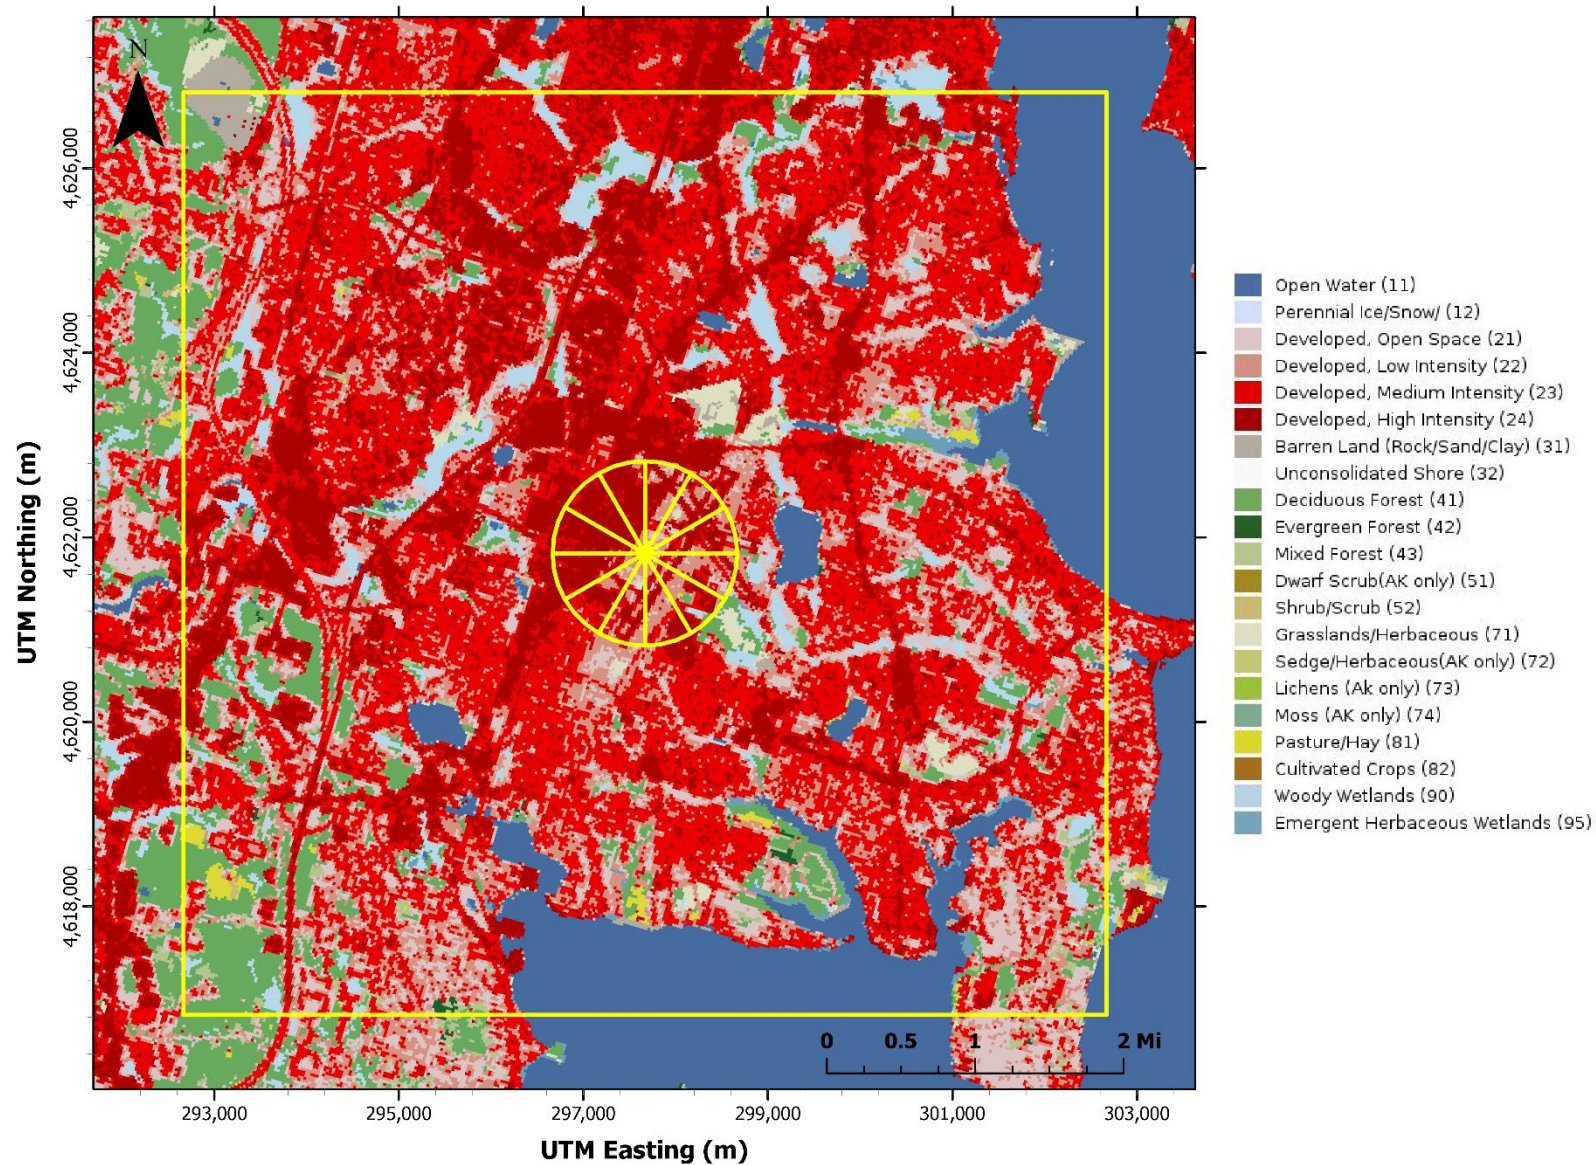 N
4,626,000
4,624,000
4,622,000
4,620,000
4,618,000
UTM Northing (m)
0 0.5 1 2 Mi
293,000 295,000 297,000 299,000 301,000 303,000
UTM Easting (m)
Open Water (11)
Perennial Ice/Snow/ (12)
Developed, Open Space (21)
Developed, Low Intensity (22)
Developed, Medium Intensity (23)
Developed, High Intensity (24)
Barren Land (Rock/Sand/Clay) (31)
Unconsolidated Shore (32)
Deciduous Forest (41)
Evergreen Forest (42)
Mixed Forest (43)
Dwarf Scrub(AK only) (51)
Shrub/Scrub (52)
Grasslands/Herbaceous (71)
Sedge/Herbaceous(AK only) (72)
Lichens (Ak only) (73)
Moss (AK only) (74)
Pasture/Hay (81)
Cultivated Crops (82)
Woody Wetlands (90)
Emergent Herbaceous Wetlands (95)